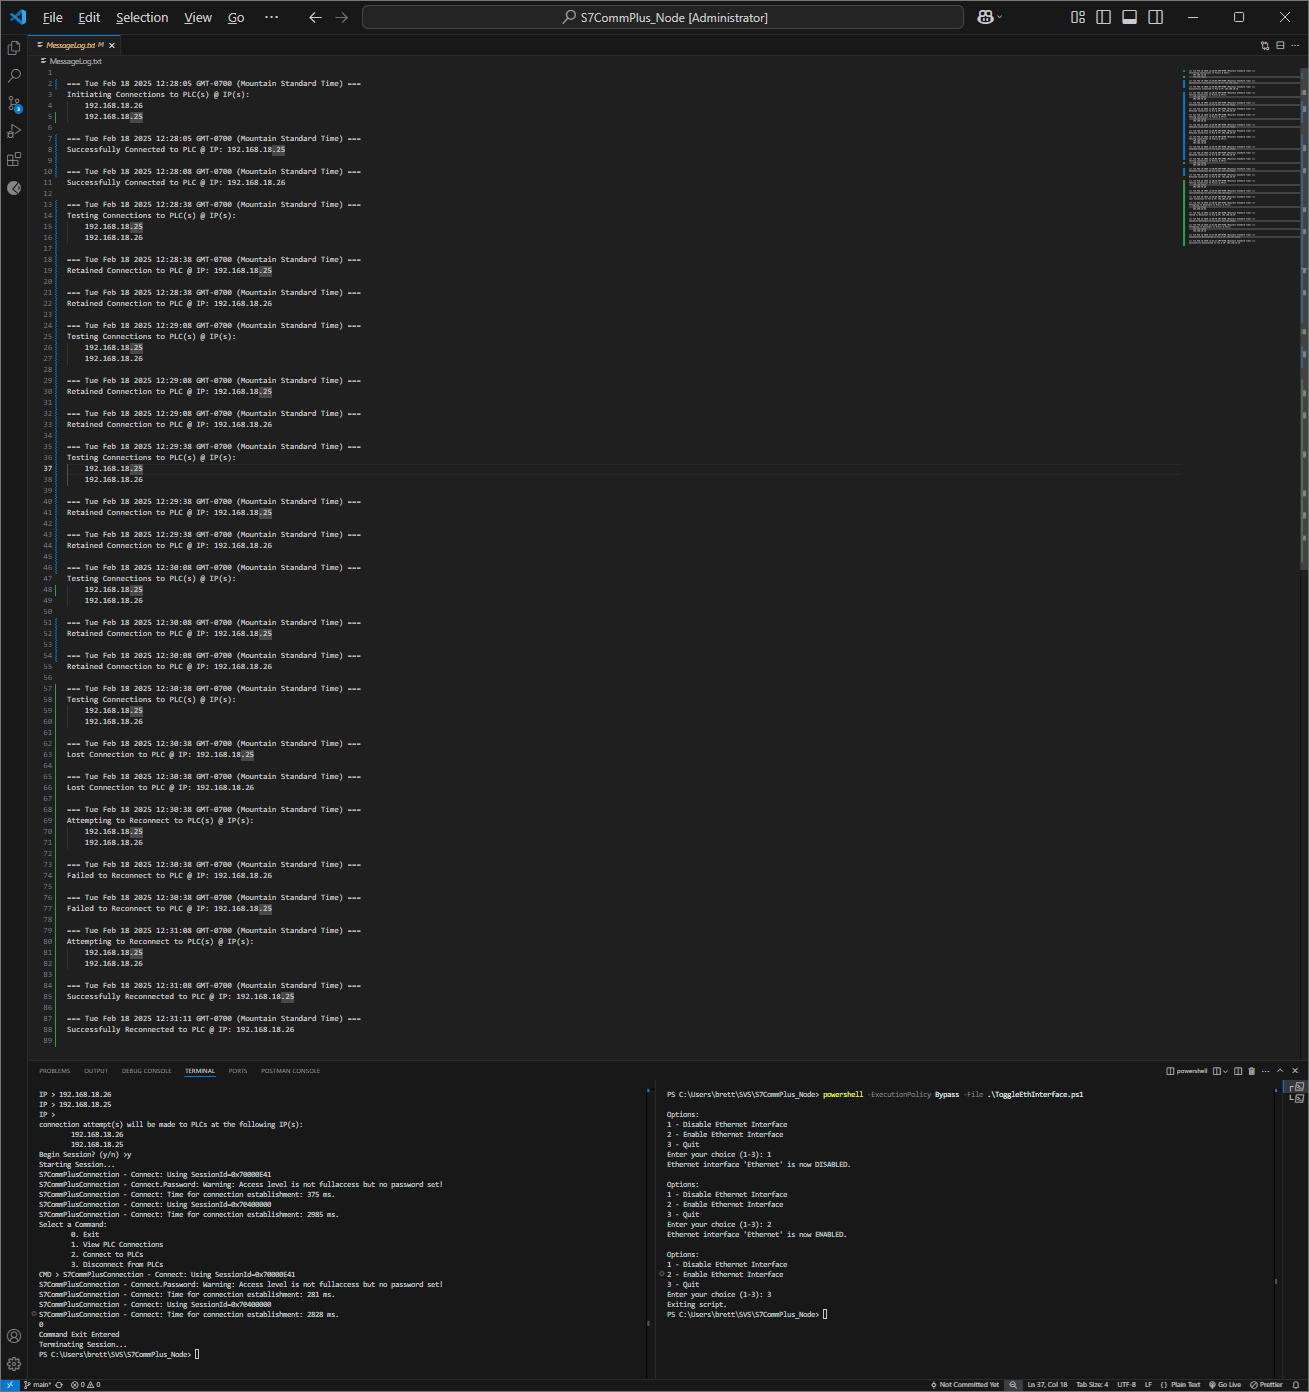 File Edit Selection View Go ··· S7CommPlus_Node [Administrator]
MessageLog.txt M
MessageLog.txt
1
2 === Tue Feb 18 2025 12:28:05 GMT-0700 (Mountain Standard Time) ===
3 Initiating Connections to PLC(s) @ IP(s):
4 192.168.18.26
5 192.168.18.25
6
7 === Tue Feb 18 2025 12:28:05 GMT-0700 (Mountain Standard Time) ===
8 Successfully Connected to PLC @ IP: 192.168.18.25
9
10 === Tue Feb 18 2025 12:28:08 GMT-0700 (Mountain Standard Time) ===
11 Successfully Connected to PLC @ IP: 192.168.18.26
12
13 === Tue Feb 18 2025 12:28:38 GMT-0700 (Mountain Standard Time) ===
14 Testing Connections to PLC(s) @ IP(s):
15 192.168.18.25
16 192.168.18.26
17
18 === Tue Feb 18 2025 12:28:38 GMT-0700 (Mountain Standard Time) ===
19 Retained Connection to PLC @ IP: 192.168.18.25
20
21 === Tue Feb 18 2025 12:28:38 GMT-0700 (Mountain Standard Time) ===
22 Retained Connection to PLC @ IP: 192.168.18.26
23
24 === Tue Feb 18 2025 12:29:08 GMT-0700 (Mountain Standard Time) ===
25 Testing Connections to PLC(s) @ IP(s):
26 192.168.18.25
27 192.168.18.26
28
29 === Tue Feb 18 2025 12:29:08 GMT-0700 (Mountain Standard Time) ===
30 Retained Connection to PLC @ IP: 192.168.18.25
31
32 === Tue Feb 18 2025 12:29:08 GMT-0700 (Mountain Standard Time) ===
33 Retained Connection to PLC @ IP: 192.168.18.26
34
35 === Tue Feb 18 2025 12:29:38 GMT-0700 (Mountain Standard Time) ===
36 Testing Connections to PLC(s) @ IP(s):
37 192.168.18.25
38 192.168.18.26
39
40 === Tue Feb 18 2025 12:29:38 GMT-0700 (Mountain Standard Time) ===
41 Retained Connection to PLC @ IP: 192.168.18.25
42
43 === Tue Feb 18 2025 12:29:38 GMT-0700 (Mountain Standard Time) ===
44 Retained Connection to PLC @ IP: 192.168.18.26
45
46 === Tue Feb 18 2025 12:30:08 GMT-0700 (Mountain Standard Time) ===
47 Testing Connections to PLC(s) @ IP(s):
48 192.168.18.25
49 192.168.18.26
50
51 === Tue Feb 18 2025 12:30:08 GMT-0700 (Mountain Standard Time) ===
52 Retained Connection to PLC @ IP: 192.168.18.25
53
54 === Tue Feb 18 2025 12:30:08 GMT-0700 (Mountain Standard Time) ===
55 Retained Connection to PLC @ IP: 192.168.18.26
56
57 === Tue Feb 18 2025 12:30:38 GMT-0700 (Mountain Standard Time) ===
58 Testing Connections to PLC(s) @ IP(s):
59 192.168.18.25
60 192.168.18.26
61
62 === Tue Feb 18 2025 12:30:38 GMT-0700 (Mountain Standard Time) ===
63 Lost Connection to PLC @ IP: 192.168.18.25
64
65 === Tue Feb 18 2025 12:30:38 GMT-0700 (Mountain Standard Time) ===
66 Lost Connection to PLC @ IP: 192.168.18.26
67
68 === Tue Feb 18 2025 12:30:38 GMT-0700 (Mountain Standard Time) ===
69 Attempting to Reconnect to PLC(s) @ IP(s):
70 192.168.18.25
71 192.168.18.26
72
73 === Tue Feb 18 2025 12:30:38 GMT-0700 (Mountain Standard Time) ===
74 Failed to Reconnect to PLC @ IP: 192.168.18.26
75
76 === Tue Feb 18 2025 12:30:38 GMT-0700 (Mountain Standard Time) ===
77 Failed to Reconnect to PLC @ IP: 192.168.18.25
78
79 === Tue Feb 18 2025 12:31:08 GMT-0700 (Mountain Standard Time) ===
80 Attempting to Reconnect to PLC(s) @ IP(s):
81 192.168.18.25
82 192.168.18.26
83
84 === Tue Feb 18 2025 12:31:08 GMT-0700 (Mountain Standard Time) ===
85 Successfully Reconnected to PLC @ IP: 192.168.18.25
86
87 === Tue Feb 18 2025 12:31:11 GMT-0700 (Mountain Standard Time) ===
88 Successfully Reconnected to PLC @ IP: 192.168.18.26
89
PROBLEMS OUTPUT DEBUG CONSOLE TERMINAL PORTS POSTMAN CONSOLE powershell
IP > 192.168.18.26
IP > 192.168.18.25
IP >
connection attempt(s) will be made to PLCs at the following IP(s):
192.168.18.26
192.168.18.25
Begin Session? (y/n) >y
Starting Session...
S7CommPlusConnection - Connect: Using SessionId=0x70000E41
S7CommPlusConnection - Connect.Password: Warning: Access level is not fullaccess but no password set!
S7CommPlusConnection - Connect: Time for connection establishment: 375 ms.
S7CommPlusConnection - Connect: Using SessionId=0x70400000
S7CommPlusConnection - Connect: Time for connection establishment: 2985 ms.
Select a Command:
0. Exit
1. View PLC Connections
2. Connect to PLCs
3. Disconnect from PLCs
CMD > S7CommPlusConnection - Connect: Using SessionId=0x70000E41
S7CommPlusConnection - Connect.Password: Warning: Access level is not fullaccess but no password set!
S7CommPlusConnection - Connect: Time for connection establishment: 281 ms.
S7CommPlusConnection - Connect: Using SessionId=0x70400000
S7CommPlusConnection - Connect: Time for connection establishment: 2828 ms.
0
Command Exit Entered
Terminating Session...
PS C:\Users\brett\SVS\S7CommPlus_Node>
PS C:\Users\brett\SVS\S7CommPlus_Node> powershell -ExecutionPolicy Bypass -File .\ToggleEthInterface.ps1
Options:
1 - Disable Ethernet Interface
2 - Enable Ethernet Interface
3 - Quit
Enter your choice (1-3): 1
Ethernet interface 'Ethernet' is now DISABLED.
Options:
1 - Disable Ethernet Interface
2 - Enable Ethernet Interface
3 - Quit
Enter your choice (1-3): 2
Ethernet interface 'Ethernet' is now ENABLED.
Options:
1 - Disable Ethernet Interface
2 - Enable Ethernet Interface
3 - Quit
Enter your choice (1-3): 3
Exiting script.
PS C:\Users\brett\SVS\S7CommPlus_Node>
main* 0 0 Not Committed Yet Ln 37, Col 18 Tab Size: 4 UTF-8 LF {} Plain Text Go Live Prettier